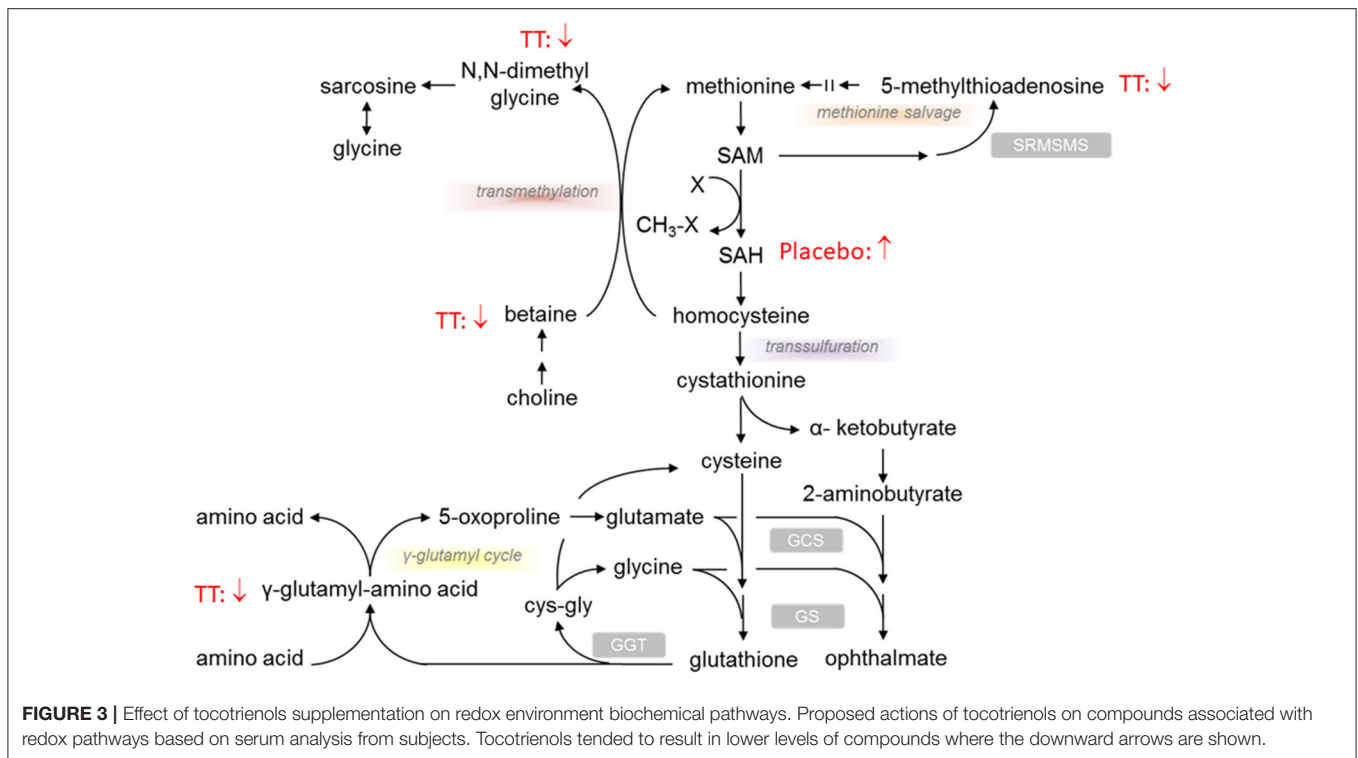 TT: ↓
N,N-dimethyl
glycine
sarcosine
glycine
methionine
5-methylthioadenosine
TT: ↓
methionine salvage
SRMSMS
SAM
transmethylation
X
CH₃-X
SAH
Placebo: ↑
TT: ↓
betaine
homocysteine
transsulfuration
choline
cystathionine
α- ketobutyrate
cysteine
2-aminobutyrate
amino acid
5-oxoproline
glutamate
GCS
γ-glutamyl cycle
glycine
TT: ↓
γ-glutamyl-amino acid
cys-gly
GS
GGT
amino acid
glutathione
ophthalmate
FIGURE 3 | Effect of tocotrienols supplementation on redox environment biochemical pathways. Proposed actions of tocotrienols on compounds associated with
redox pathways based on serum analysis from subjects. Tocotrienols tended to result in lower levels of compounds where the downward arrows are shown.